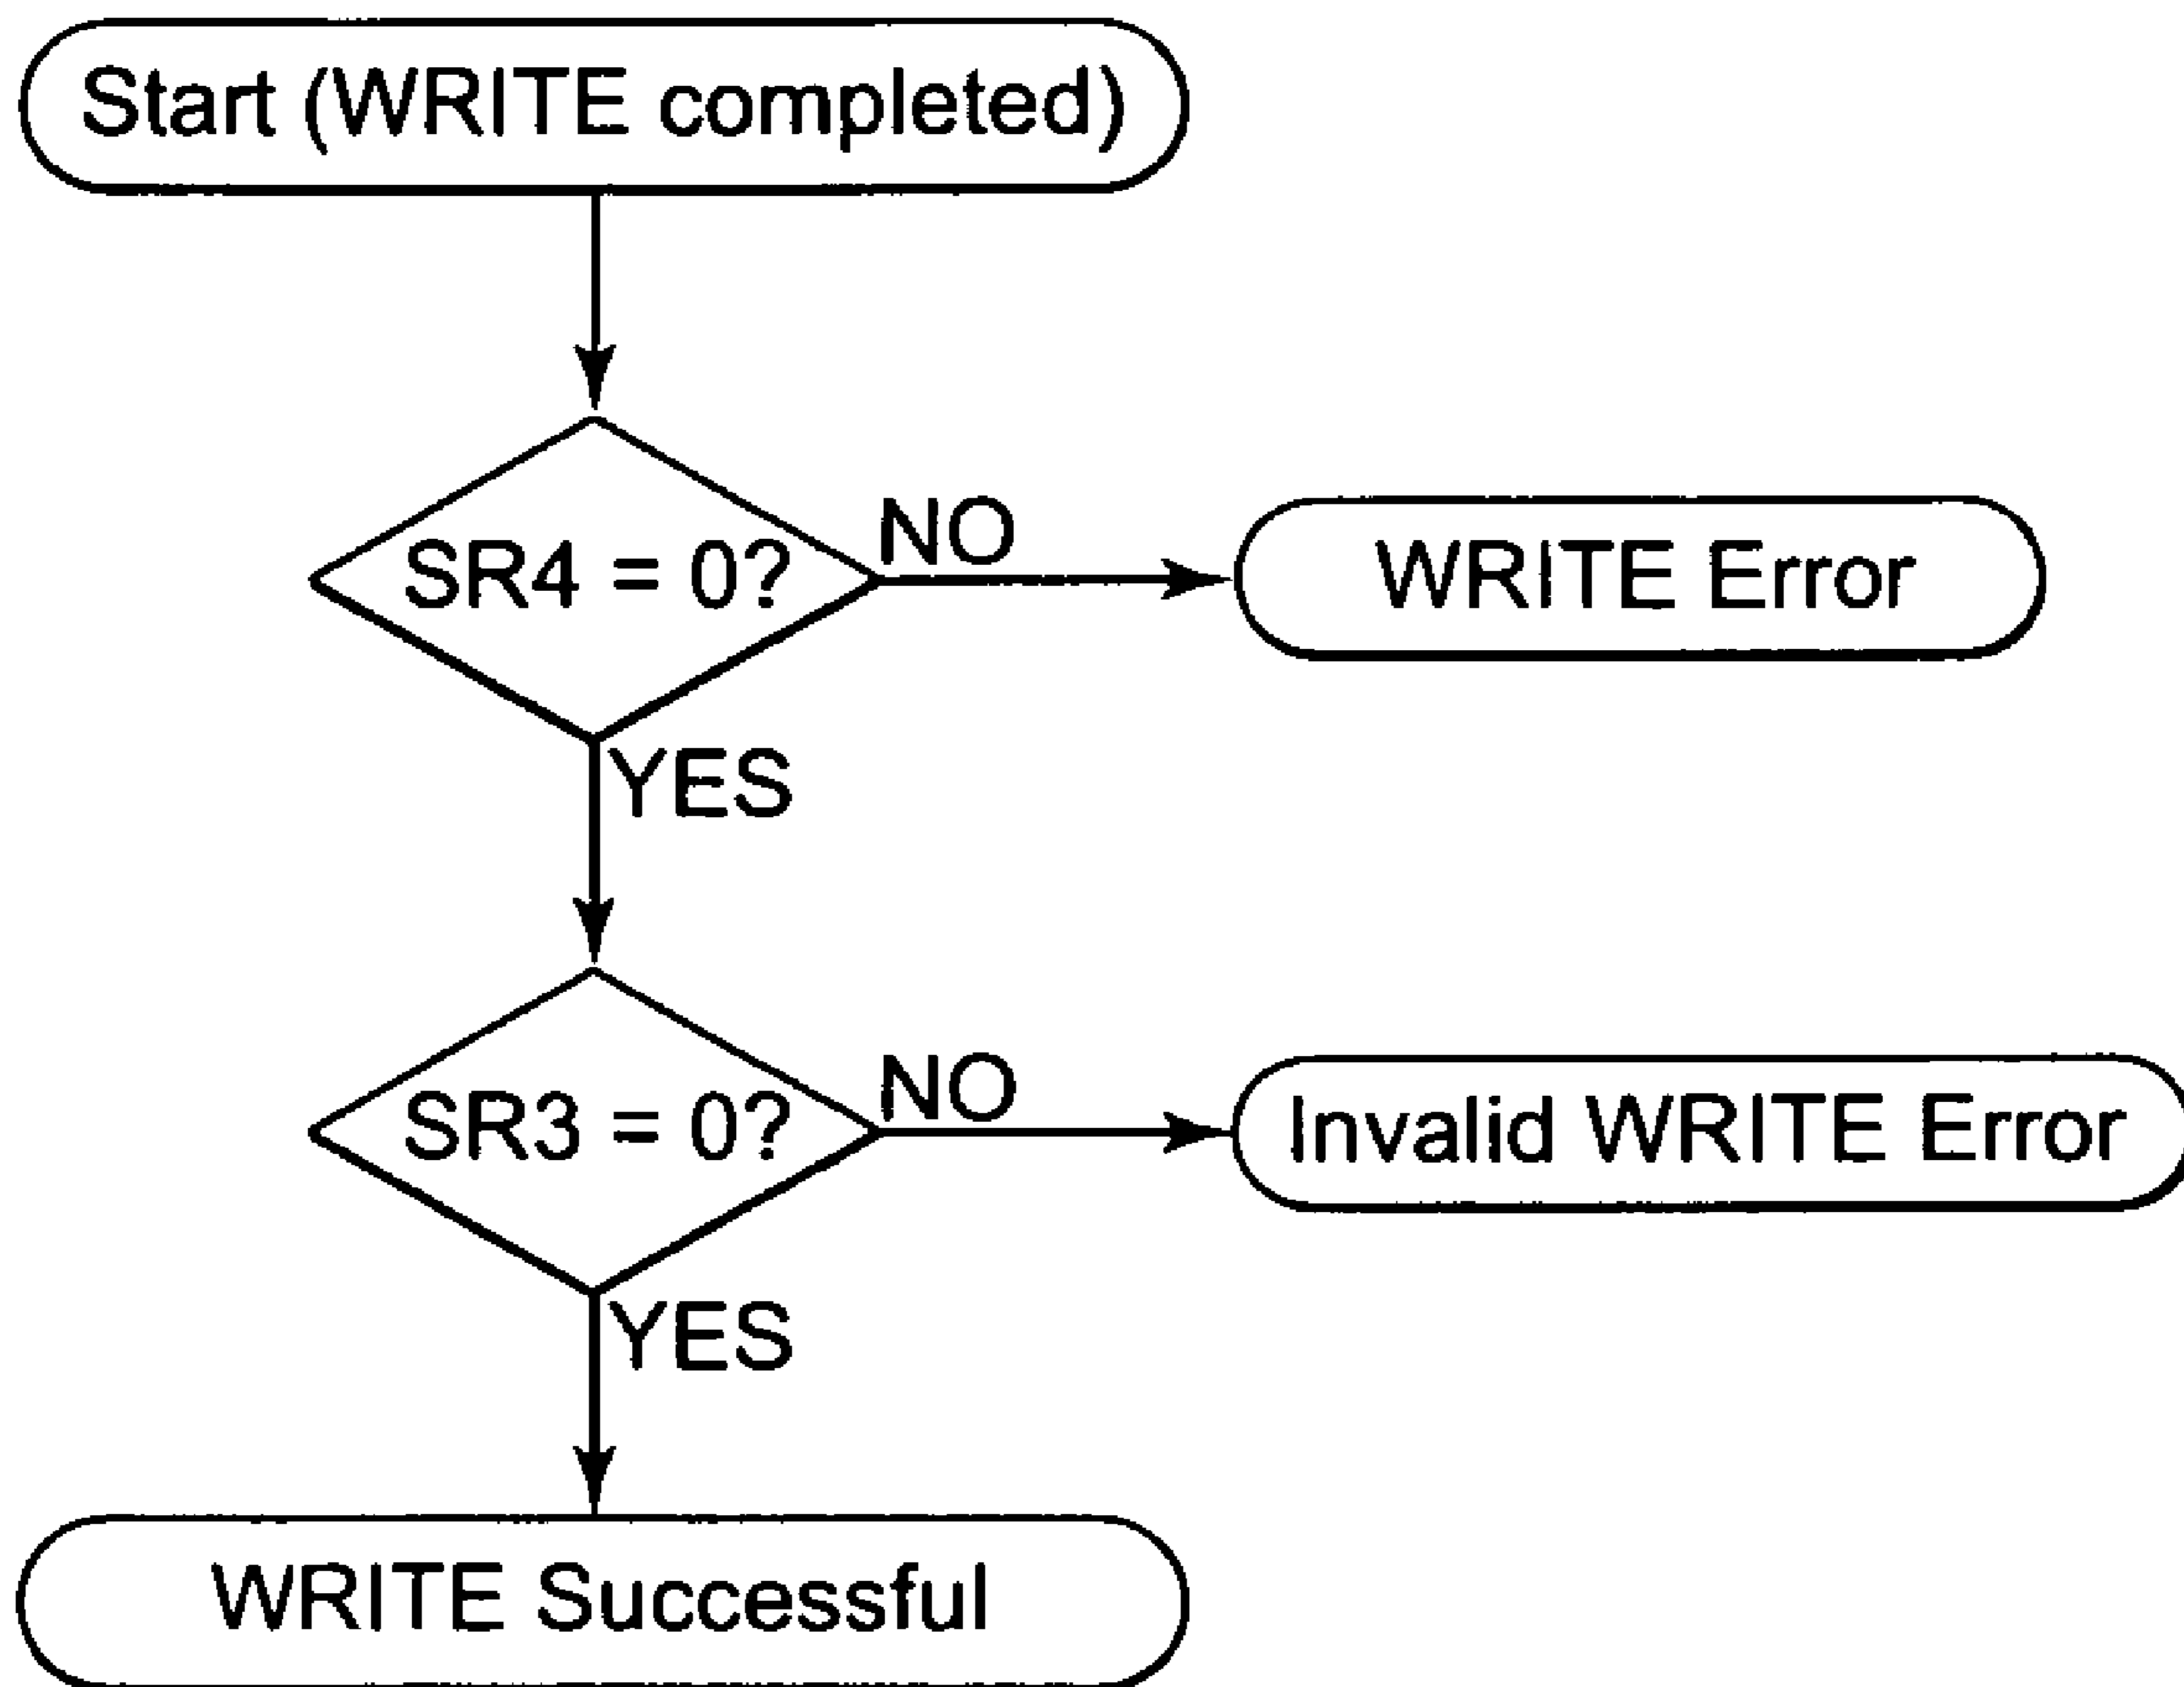 Start (WRITE completed)
SR4 = 0?
NO
WRITE Error
YES
SR3 = 0?
NO
Invalid WRITE Error
YES
WRITE Successful